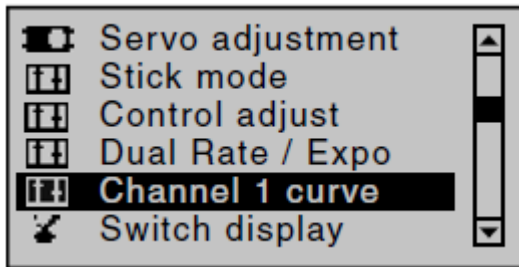 Servo adjustment
Stick mode
Control adjust
Dual Rate / Expo
Channel 1 curve
Switch display